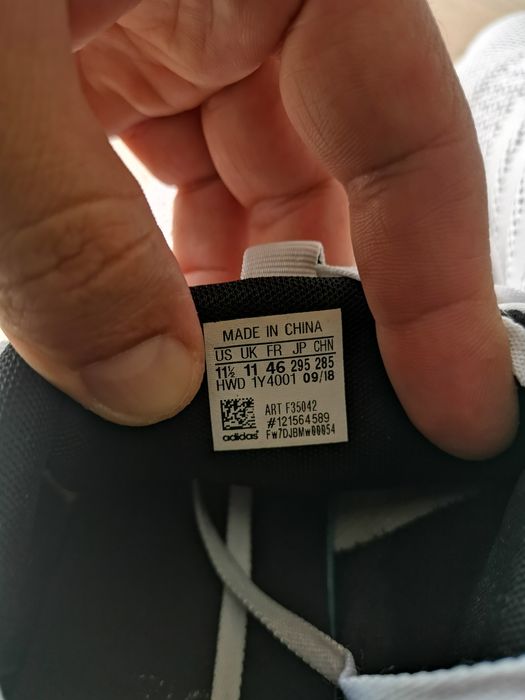 MADE IN CHINA
US UK FR JP CHN
11½ 11 46 295 285
HWD 1Y4001 09/18
ART F35042
#121564589
Fw7DJBMw00054
adidas